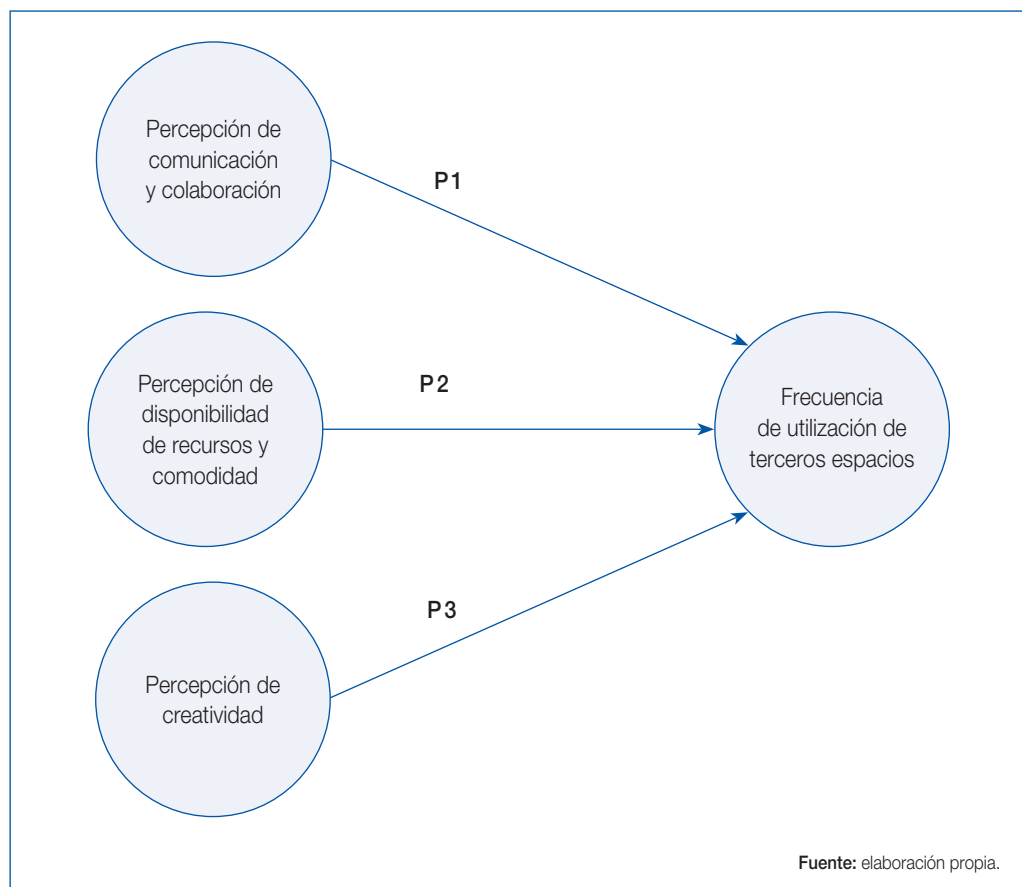 Percepción de
comunicación
y colaboración
P1
Percepción de
disponibilidad
de recursos y
comodidad
P2
Frecuencia
de utilización de
terceros espacios
P3
Percepción de
creatividad
Fuente: elaboración propia.